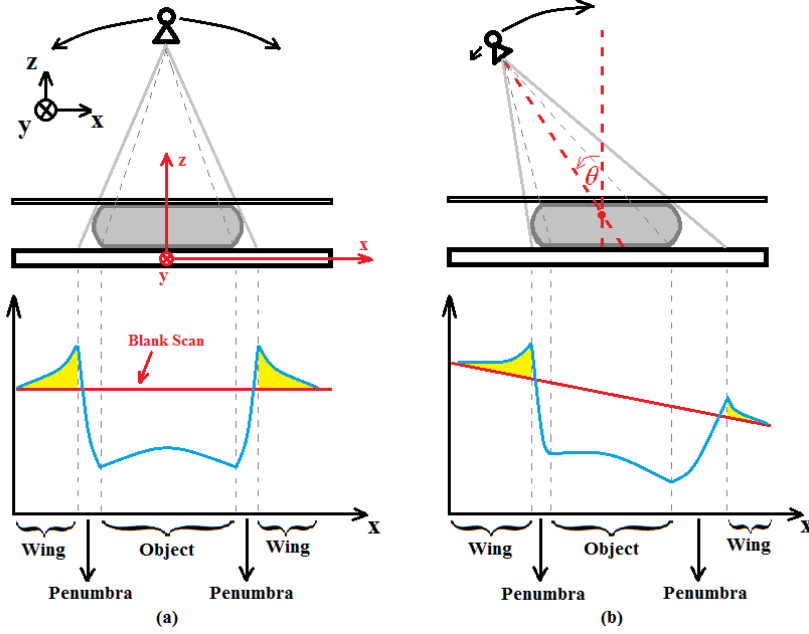 z
y
x
z
x
y
θ
Blank Scan
x
Wing
Object
Wing
Penumbra
Penumbra
(a)
x
Wing
Object
Wing
Penumbra
Penumbra
(b)